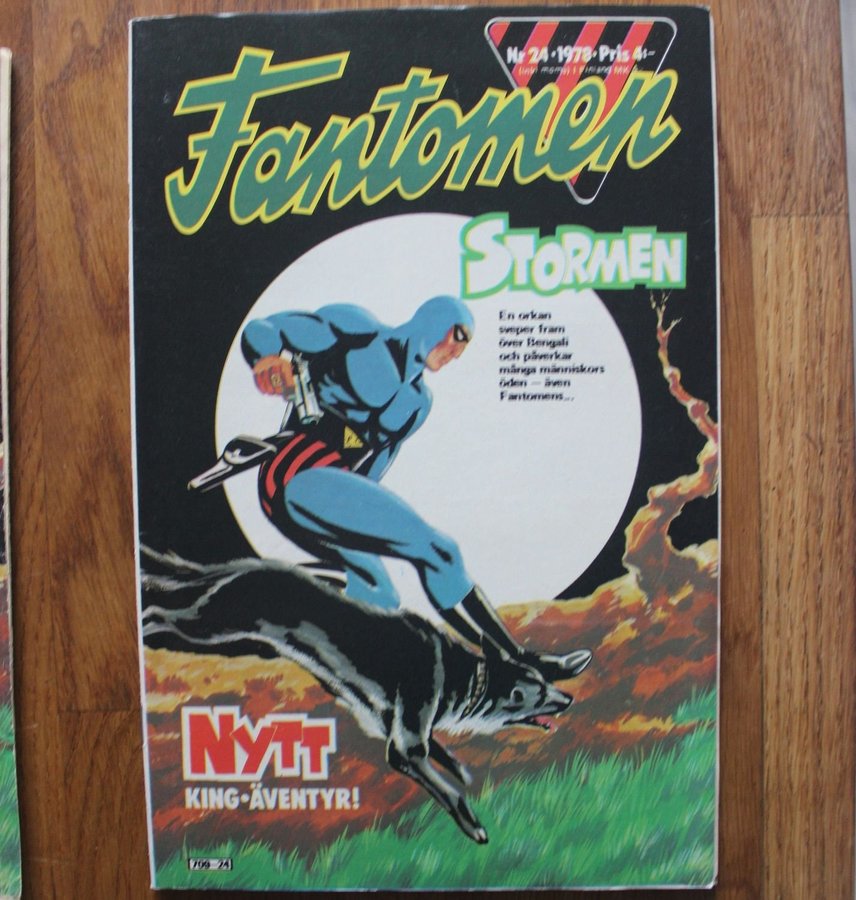 Nr 24 · 1978 · Pris 4:-
Fantomen
STORMEN
En orkan
sveper fram
över Bengali
och påverkar
många människors
öden – även
Fantomens...
NYTT
KING·ÄVENTYR!
709-24